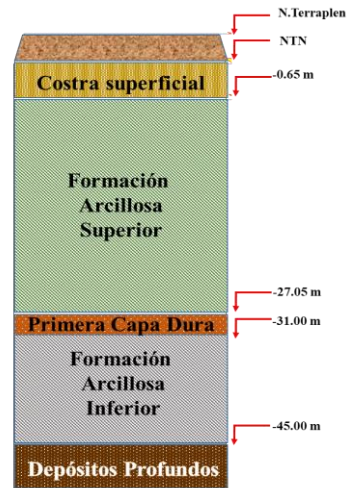 N.Terraplen
NTN
Costra superficial
-0.65 m
Formación
Arcillosa
Superior
-27.05 m
Primera Capa Dura
-31.00 m
Formación
Arcillosa
Inferior
-45.00 m
Depósitos Profundos